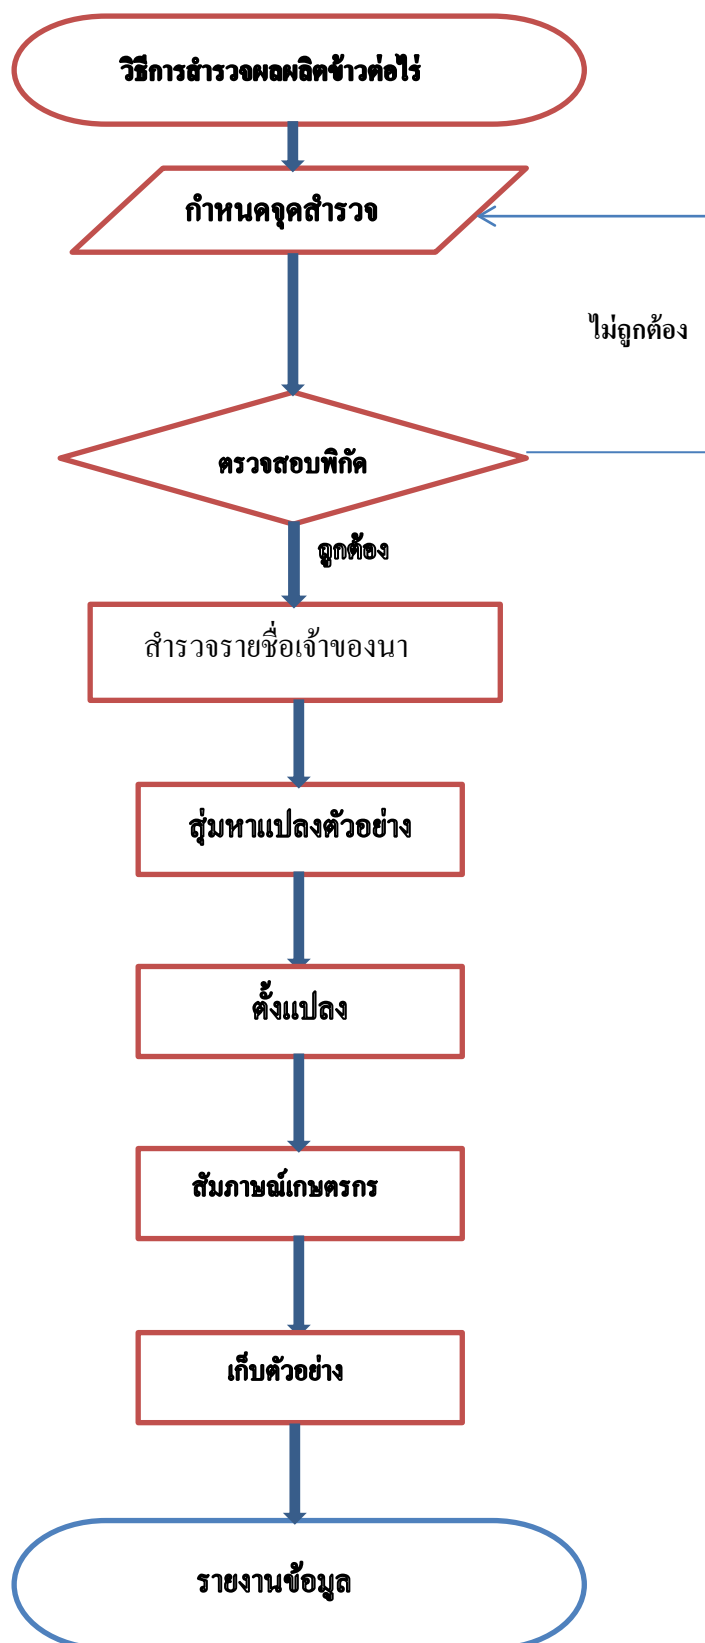 วิธีการสำรวจผลผลิตข้าวต่อไร่
กำหนดจุดสำรวจ
ไม่ถูกต้อง
ตรวจสอบพิกัด
ถูกต้อง
สำรวจรายชื่อเจ้าของนา
สุ่มหาแปลงตัวอย่าง
ตั้งแปลง
สัมภาษณ์เกษตรกร
เก็บตัวอย่าง
รายงานข้อมูล